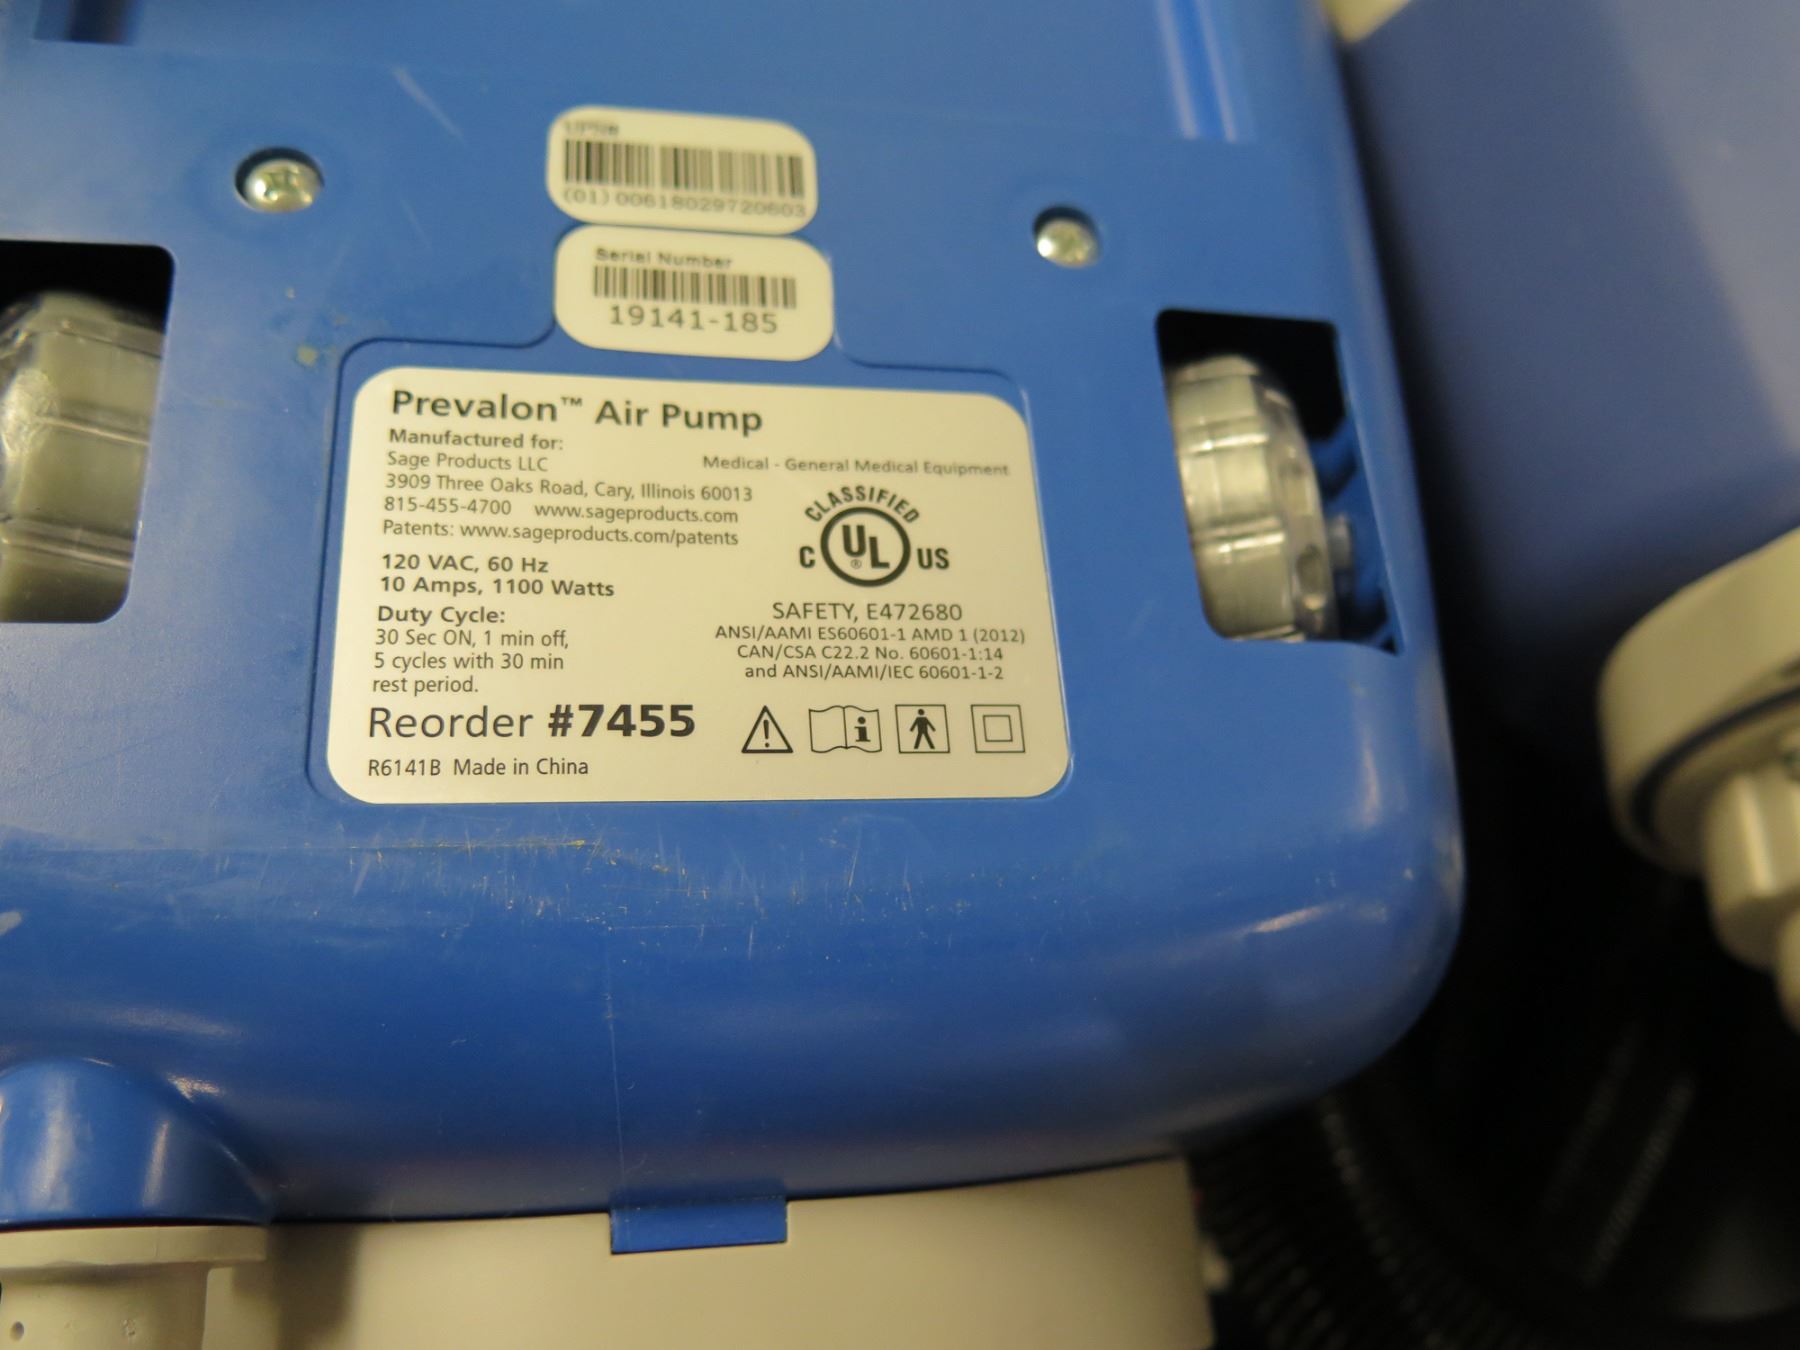 (01)00618029720603
Serial Number
19141-185
Prevalon™ Air Pump
Manufactured for:
Sage Products LLC
3909 Three Oaks Road, Cary, Illinois 60013
815-455-4700 www.sageproducts.com
Patents: www.sageproducts.com/patents
120 VAC, 60 Hz
10 Amps, 1100 Watts
Duty Cycle:
30 Sec ON, 1 min off,
5 cycles with 30 min
rest period.
Reorder #7455
R6141B Made in China
Medical - General Medical Equipment
CLASSIFIED
C UL® US
SAFETY, E472680
ANSI/AAMI ES60601-1 AMD 1 (2012)
CAN/CSA C22.2 No. 60601-1:14
and ANSI/AAMI/IEC 60601-1-2